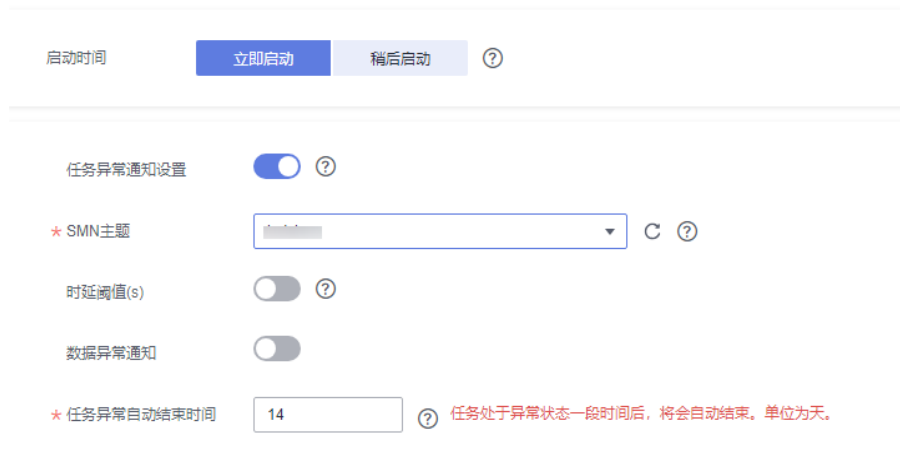 启动时间 立即启动 稍后启动 ?
任务异常通知设置 ?
* SMN主题 ?
时延阈值(s) ?
数据异常通知
* 任务异常自动结束时间 14 ? 任务处于异常状态一段时间后，将会自动结束。单位为天。